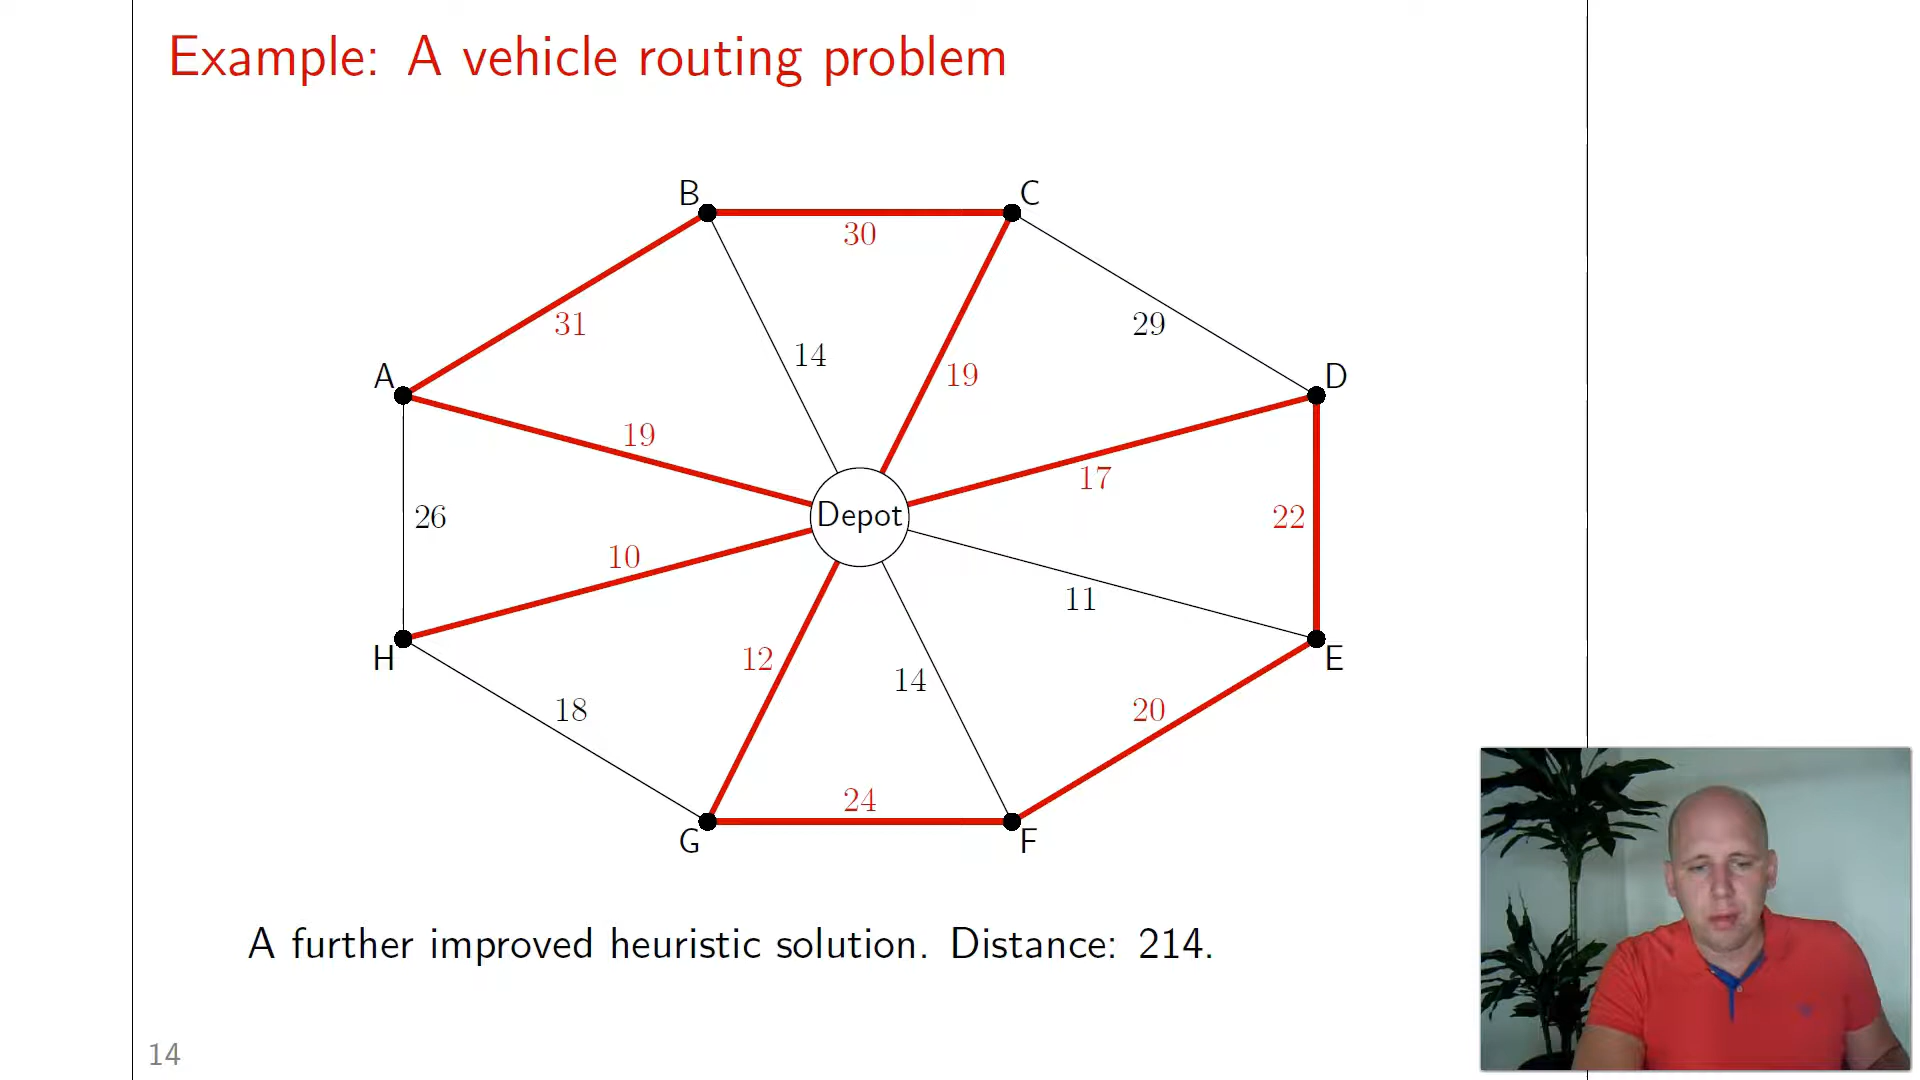 Example: A vehicle routing problem
B
C
30
31
29
14
19
A
D
19
17
Depot
26
22
10
11
H
E
12
14
18
20
24
G
F
A further improved heuristic solution. Distance: 214.
14